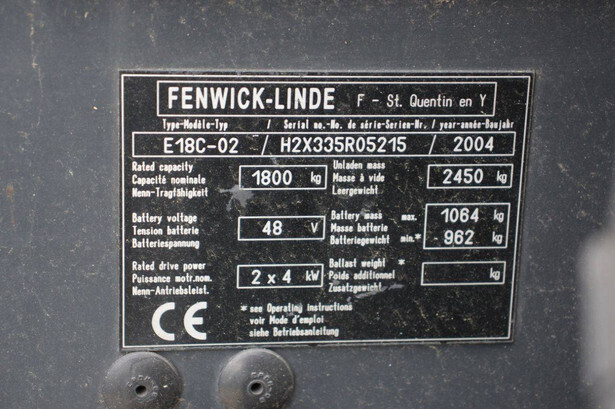 FENWICK-LINDE F - St. Quentin en Y
Type-Modèle-Typ / Serial no.-No. de série-Serien-Nr. / year-année-Baujahr
E18C-02 / H2X335R05215 / 2004
Rated capacity
Capacité nominale
Nenn-Tragfähigkeit
1800 kg
Unladen mass
Masse à vide
Leergewicht
2450 kg
Battery voltage
Tension batterie
Batteriespannung
48 V
Battery mass max.
Masse batterie
Batteriegewicht min.*
1064 kg
962 kg
Rated drive power
Puissance motr.nom.
Nenn-Antriebsleist.
2 x 4 kW
Ballast weight *
Poids additionnel
Zusatzgewicht
kg
CE
* see Operating instructions
voir Mode d'emploi
siehe Betriebsanleitung